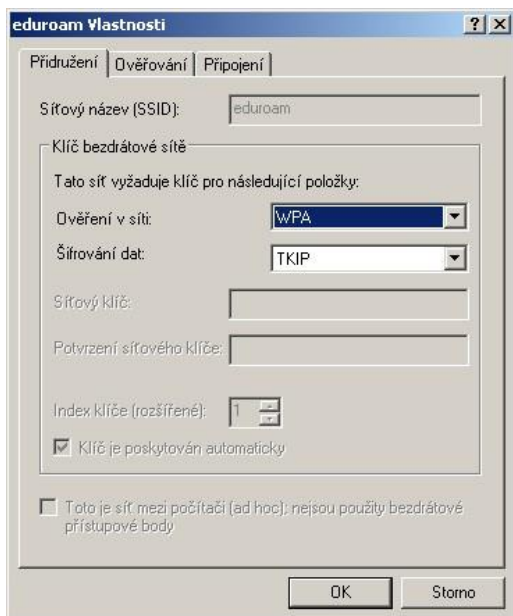 eduroam Vlastnosti
Přidružení Ověřování Připojení
Síťový název (SSID): eduroam
Klíč bezdrátové sítě
Tato síť vyžaduje klíč pro následující položky:
Ověření v síti: WPA
Šifrování dat: TKIP
Síťový klíč:
Potvrzení síťového klíče:
Index klíče (rozšířené): 1
Klíč je poskytován automaticky
Toto je síť mezi počítači (ad hoc); nejsou použity bezdrátové
přístupové body
OK Storno